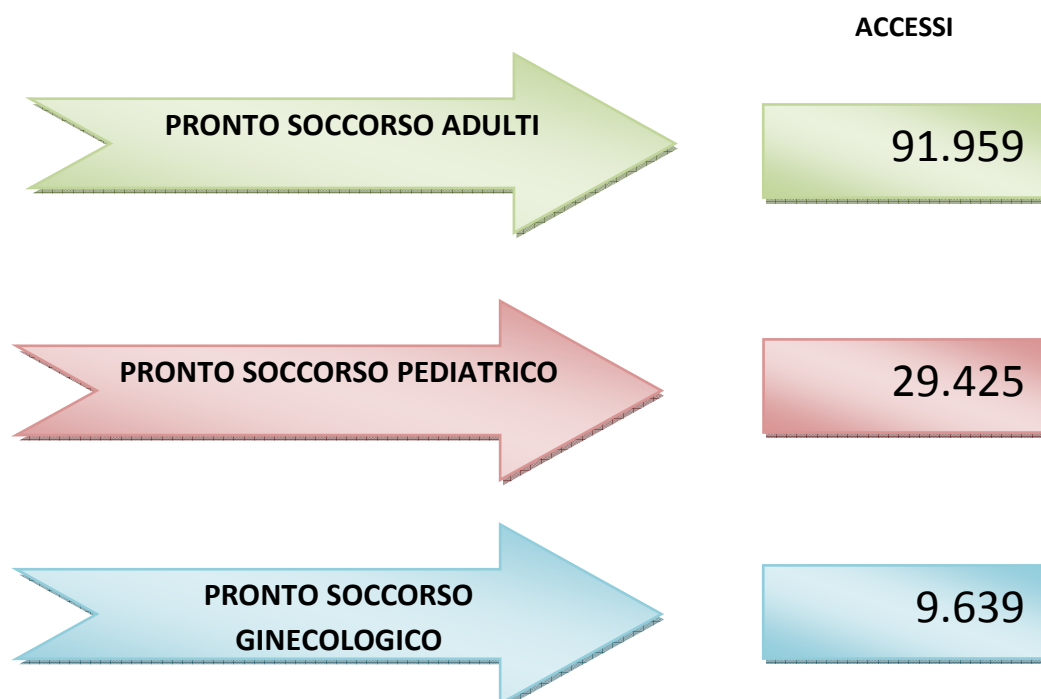 ACCESSI
PRONTO SOCCORSO ADULTI
91.959
PRONTO SOCCORSO PEDIATRICO
29.425
PRONTO SOCCORSO
GINECOLOGICO
9.639